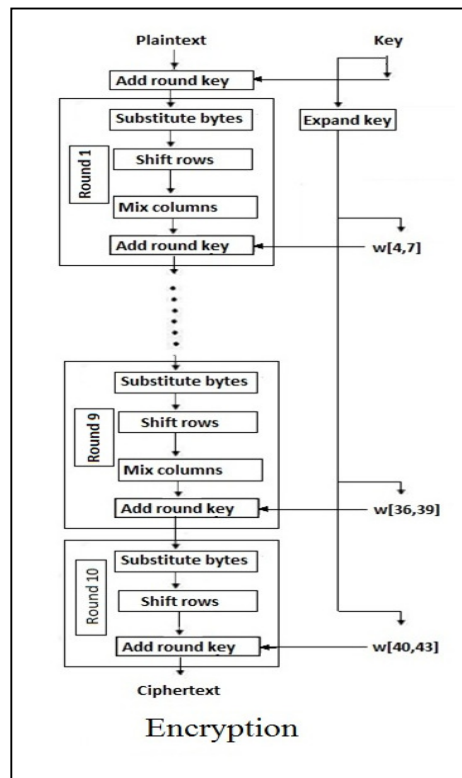 Plaintext
Key
Add round key
Substitute bytes
Expand key
Round 1
Shift rows
Mix columns
Add round key
w[4,7]
Substitute bytes
Round 9
Shift rows
Mix columns
Add round key
w[36,39]
Substitute bytes
Round 10
Shift rows
Add round key
w[40,43]
Ciphertext
Encryption